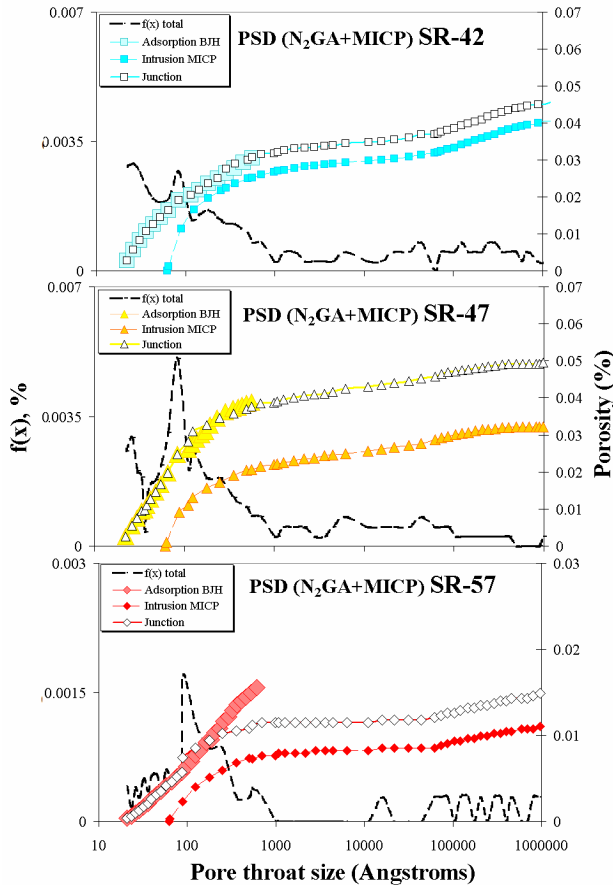 0.007
f(x) total
Adsorption BJH
Intrusion MICP
Junction
PSD (N₂GA+MICP) SR-42
0.0035
0
0.07
0.06
0.05
0.04
0.03
0.02
0.01
0
0.007
f(x) total
Adsorption BJH
Intrusion MICP
Junction
PSD (N₂GA+MICP) SR-47
0.0035
0
0.07
0.06
0.05
0.04
0.03
0.02
0.01
0
f(x), %
Porosity (%)
0.003
f(x) total
Adsorption BJH
Intrusion MICP
Junction
PSD (N₂GA+MICP) SR-57
0.0015
0
0.03
0.02
0.01
0
10
100
1000
10000
100000
1000000
Pore throat size (Angstroms)